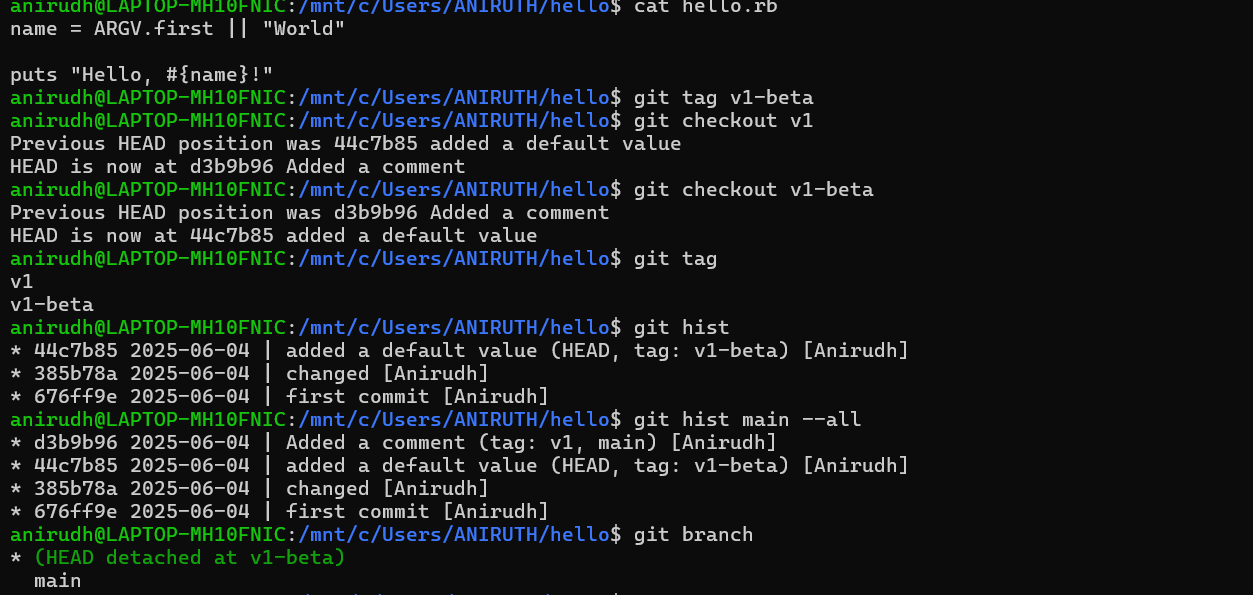 anirudh@LAPTOP-MH10FNIC:/mnt/c/Users/ANIRUTH/hello$ cat hello.rb
name = ARGV.first || "World"
puts "Hello, #{name}!"
anirudh@LAPTOP-MH10FNIC:/mnt/c/Users/ANIRUTH/hello$ git tag v1-beta
anirudh@LAPTOP-MH10FNIC:/mnt/c/Users/ANIRUTH/hello$ git checkout v1
Previous HEAD position was 44c7b85 added a default value
HEAD is now at d3b9b96 Added a comment
anirudh@LAPTOP-MH10FNIC:/mnt/c/Users/ANIRUTH/hello$ git checkout v1-beta
Previous HEAD position was d3b9b96 Added a comment
HEAD is now at 44c7b85 added a default value
anirudh@LAPTOP-MH10FNIC:/mnt/c/Users/ANIRUTH/hello$ git tag
v1
v1-beta
anirudh@LAPTOP-MH10FNIC:/mnt/c/Users/ANIRUTH/hello$ git hist
* 44c7b85 2025-06-04 | added a default value (HEAD, tag: v1-beta) [Anirudh]
* 385b78a 2025-06-04 | changed [Anirudh]
* 676ff9e 2025-06-04 | first commit [Anirudh]
anirudh@LAPTOP-MH10FNIC:/mnt/c/Users/ANIRUTH/hello$ git hist main --all
* d3b9b96 2025-06-04 | Added a comment (tag: v1, main) [Anirudh]
* 44c7b85 2025-06-04 | added a default value (HEAD, tag: v1-beta) [Anirudh]
* 385b78a 2025-06-04 | changed [Anirudh]
* 676ff9e 2025-06-04 | first commit [Anirudh]
anirudh@LAPTOP-MH10FNIC:/mnt/c/Users/ANIRUTH/hello$ git branch
* (HEAD detached at v1-beta)
  main